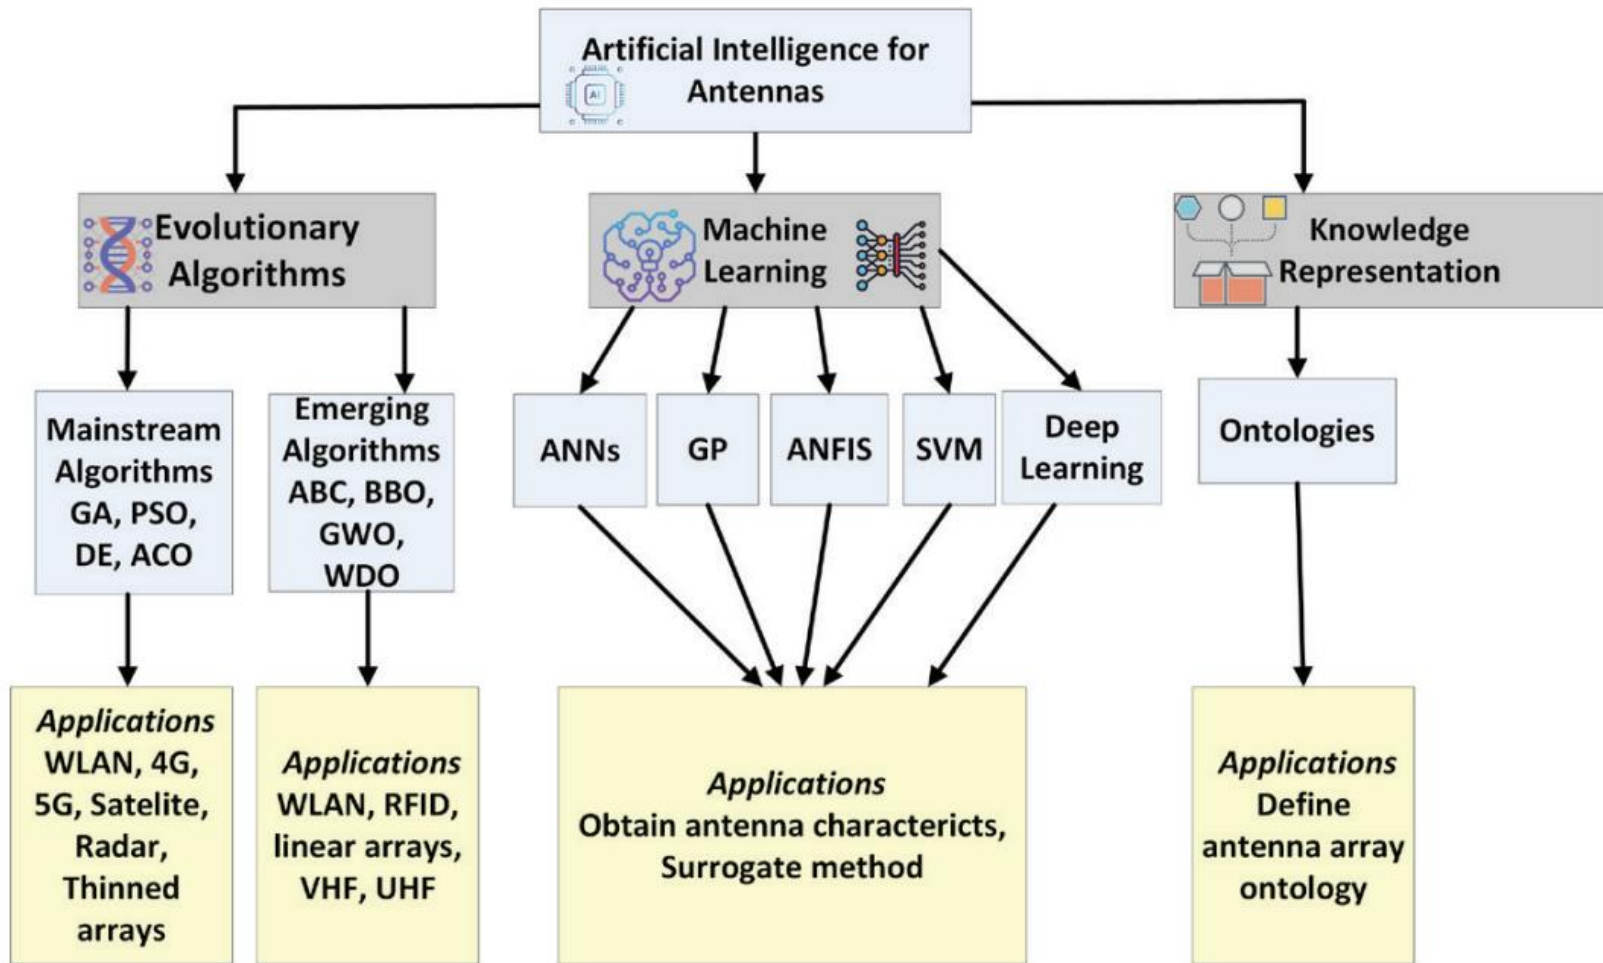 Artificial Intelligence for
Antennas
AI
Evolutionary
Algorithms
Machine
Learning
Knowledge
Representation
Mainstream
Algorithms
GA, PSO,
DE, ACO
Emerging
Algorithms
ABC, BBO,
GWO,
WDO
ANNs
GP
ANFIS
SVM
Deep
Learning
Ontologies
Applications
WLAN, 4G,
5G, Satelite,
Radar,
Thinned
arrays
Applications
WLAN, RFID,
linear arrays,
VHF, UHF
Applications
Obtain antenna charactericts,
Surrogate method
Applications
Define
antenna array
ontology